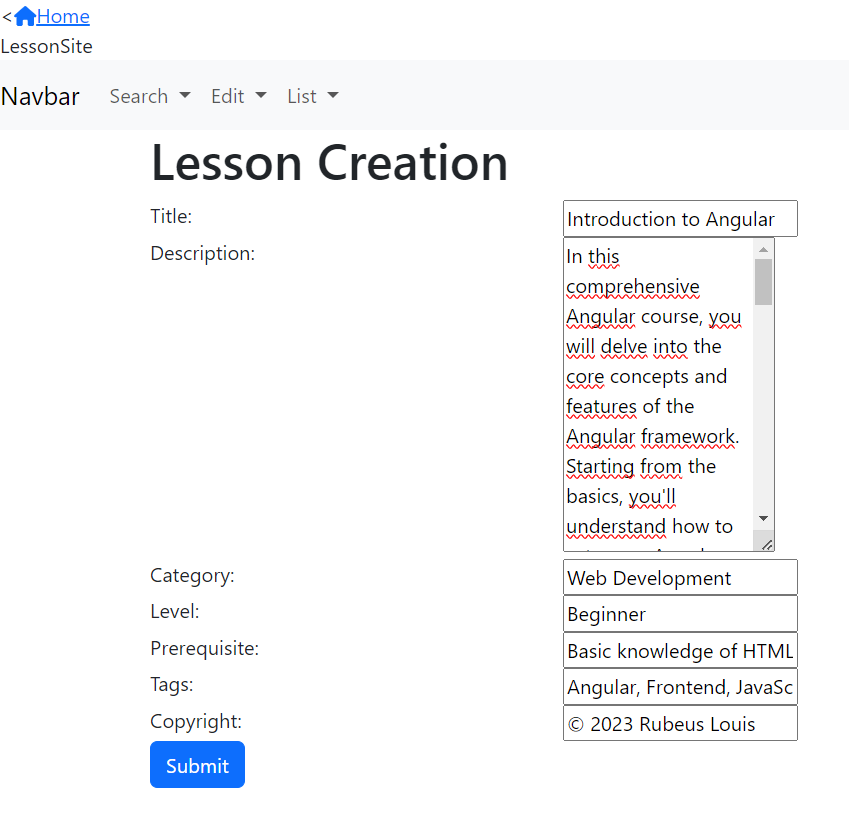 <Home
LessonSite
Navbar Search Edit List
Lesson Creation
Title: Introduction to Angular
Description: In this
comprehensive
Angular course, you
will delve into the
core concepts and
features of the
Angular framework.
Starting from the
basics, you'll
understand how to
Category: Web Development
Level: Beginner
Prerequisite: Basic knowledge of HTML
Tags: Angular, Frontend, JavaSc
Copyright: © 2023 Rubeus Louis
Submit